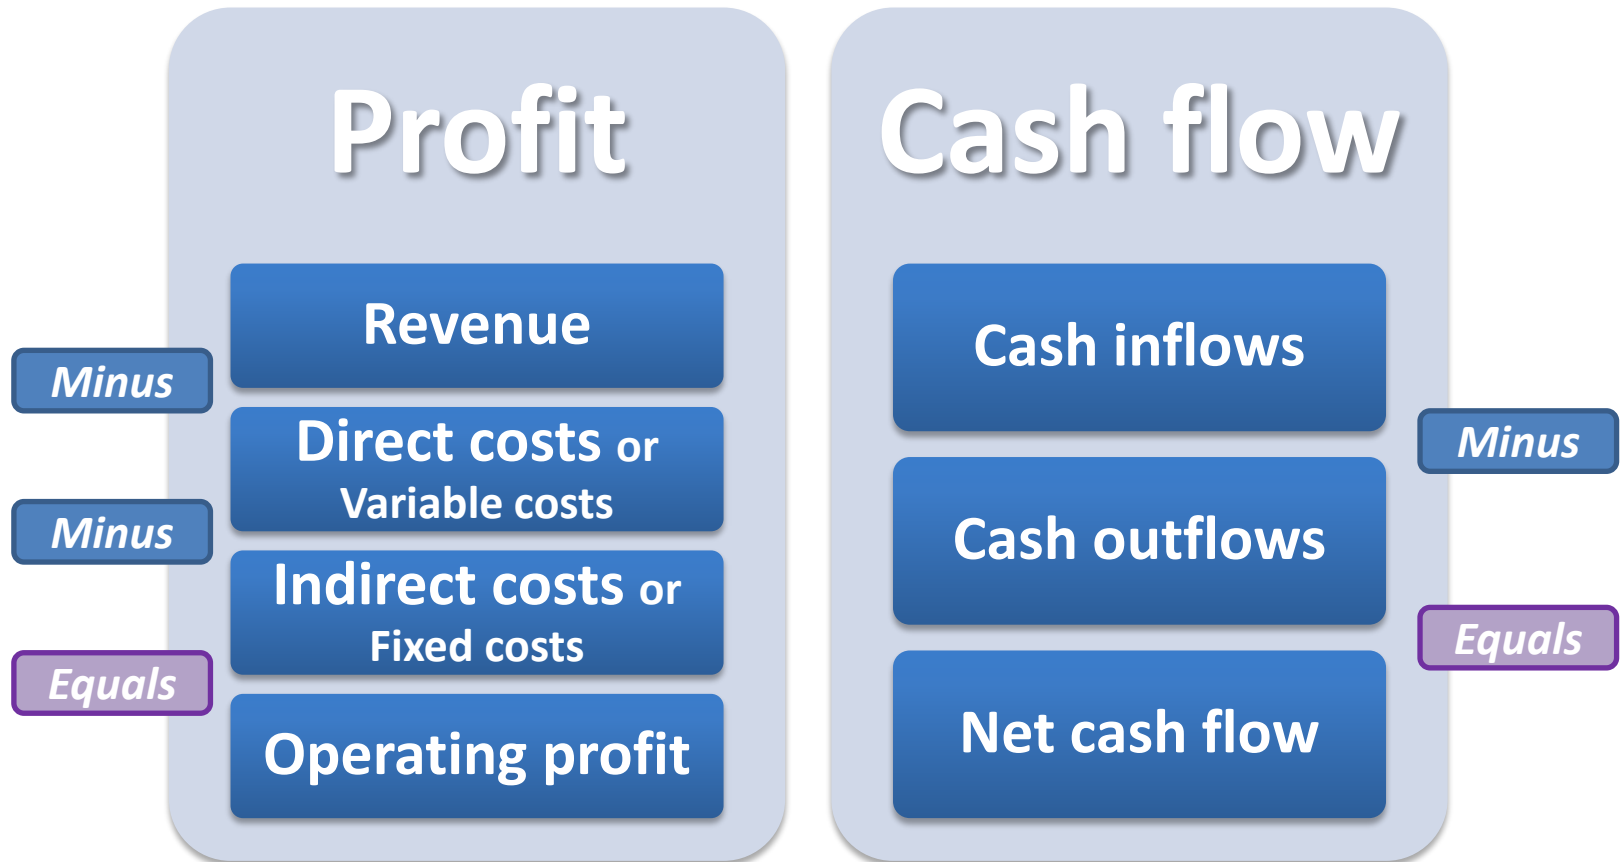 Profit
Revenue
Minus
Direct costs or
Variable costs
Minus
Indirect costs or
Fixed costs
Equals
Operating profit
Cash flow
Cash inflows
Minus
Cash outflows
Equals
Net cash flow